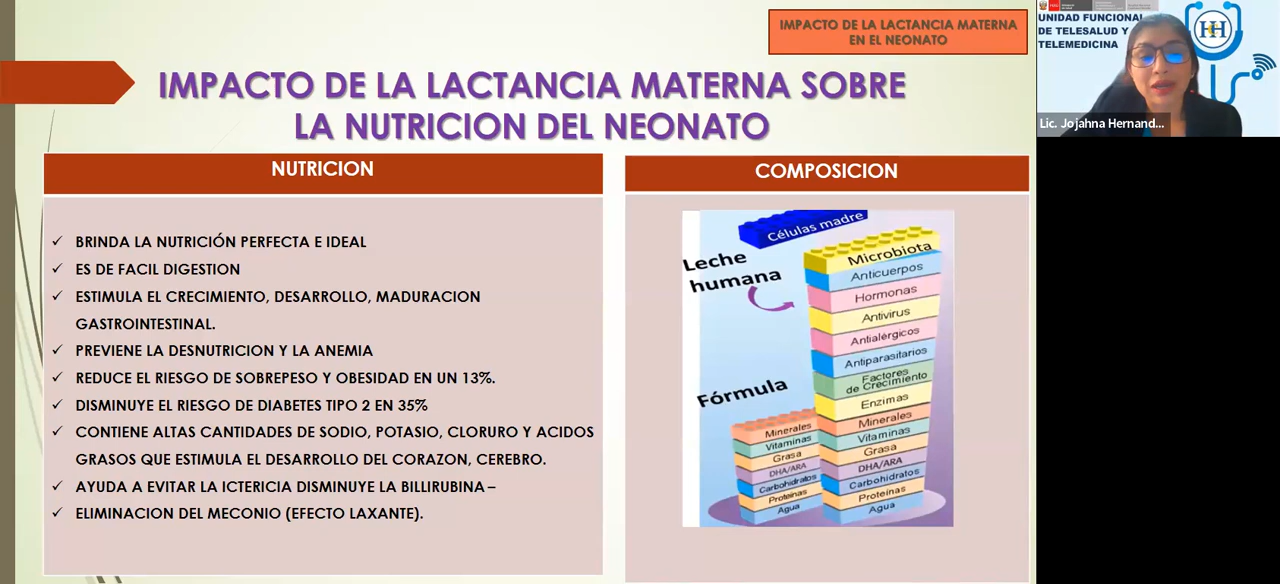 IMPACTO DE LA LACTANCIA MATERNA
EN EL NEONATO
IMPACTO DE LA LACTANCIA MATERNA SOBRE
LA NUTRICION DEL NEONATO
NUTRICION
✓ BRINDA LA NUTRICIÓN PERFECTA E IDEAL
✓ ES DE FACIL DIGESTION
✓ ESTIMULA EL CRECIMIENTO, DESARROLLO, MADURACION
GASTROINTESTINAL.
✓ PREVIENE LA DESNUTRICION Y LA ANEMIA
✓ REDUCE EL RIESGO DE SOBREPESO Y OBESIDAD EN UN 13%.
✓ DISMINUYE EL RIESGO DE DIABETES TIPO 2 EN 35%
✓ CONTIENE ALTAS CANTIDADES DE SODIO, POTASIO, CLORURO Y ACIDOS
GRASOS QUE ESTIMULA EL DESARROLLO DEL CORAZON, CEREBRO.
✓ AYUDA A EVITAR LA ICTERICIA DISMINUYE LA BILLIRUBINA –
✓ ELIMINACION DEL MECONIO (EFECTO LAXANTE).
COMPOSICION
Células madre
Leche
humana
Microbiota
Anticuerpos
Hormonas
Antivirus
Antialérgicos
Antiparasitarios
Factores
de Crecimiento
Enzimas
Minerales
Vitaminas
Grasa
DHA/ARA
Carbohidratos
Proteínas
Agua
Fórmula
Minerales
Vitaminas
Grasa
DHA/ARA
Carbohidratos
Proteínas
Agua
UNIDAD FUNCIONAL
DE TELESALUD Y
TELEMEDICINA
Lic. Jojahna Hernand...